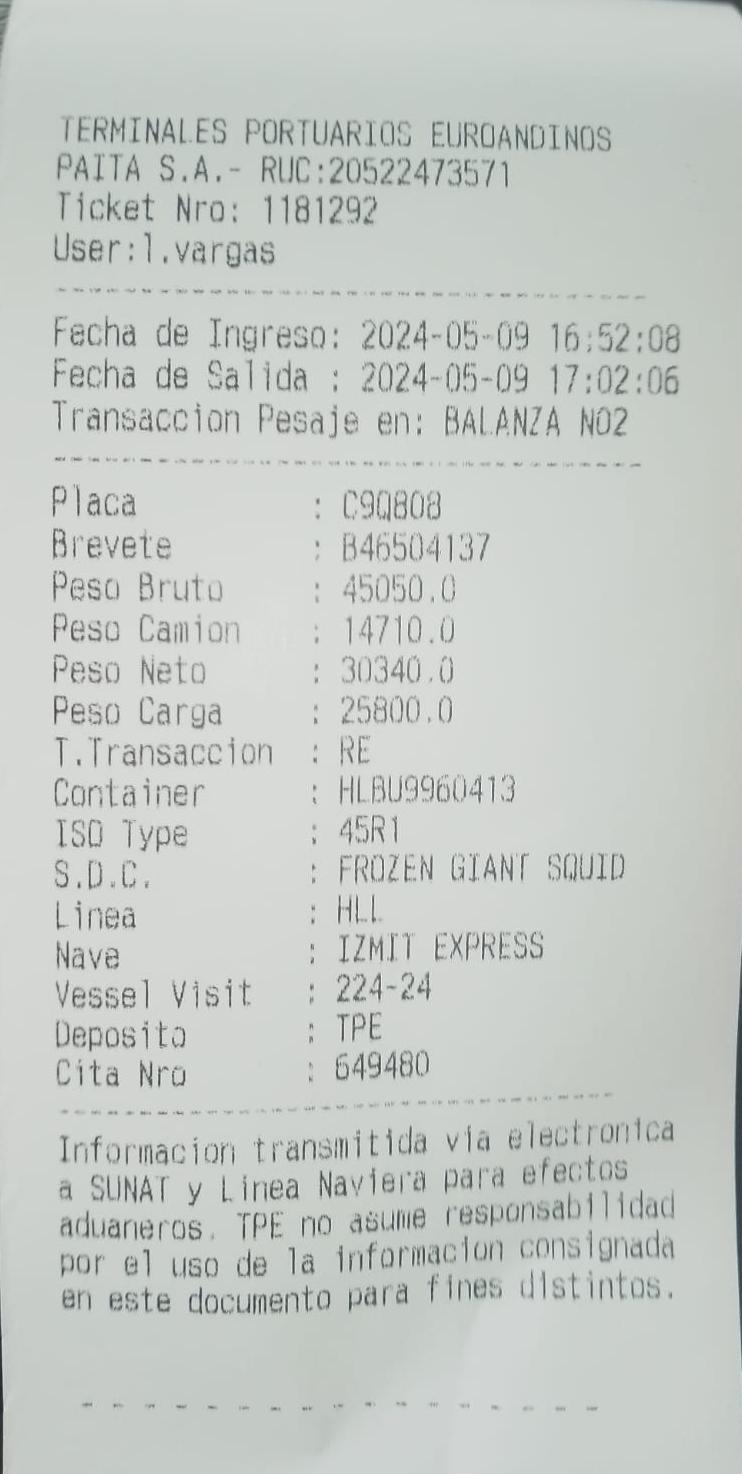 TERMINALES PORTUARIOS EUROANDINOS
PAITA S.A.- RUC:20522473571
Ticket Nro: 1181292
User:l.vargas
Fecha de Ingreso: 2024-05-09 16:52:08
Fecha de Salida : 2024-05-09 17:02:06
Transaccion Pesaje en: BALANZA NO2
Placa : C9Q808
Brevete : B46504137
Peso Bruto : 45050.0
Peso Camion : 14710.0
Peso Neto : 30340.0
Peso Carga : 25800.0
T.Transaccion : RE
Container : HLBU9960413
ISO Type : 45R1
S.D.C. : FROZEN GIANT SQUID
Linea : HLL
Nave : IZMIT EXPRESS
Vessel Visit : 224-24
Deposito : TPE
Cita Nro : 649480
Informacion transmitida via electronica
a SUNAT y Linea Naviera para efectos
aduaneros. TPE no asume responsabilidad
por el uso de la informacion consignada
en este documento para fines distintos.